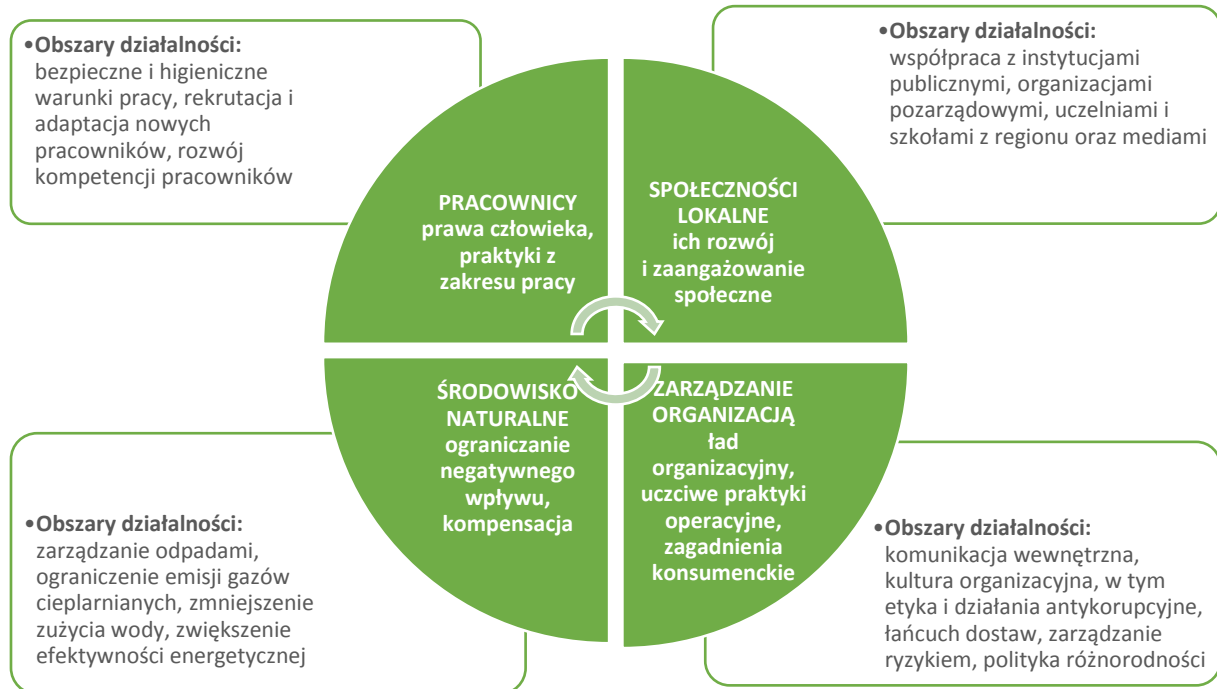 •Obszary działalności:
bezpieczne i higieniczne
warunki pracy, rekrutacja i
adaptacja nowych
pracowników, rozwój
kompetencji pracowników
•Obszary działalności:
współpraca z instytucjami
publicznymi, organizacjami
pozarządowymi, uczelniami i
szkołami z regionu oraz mediami
PRACOWNICY
prawa człowieka,
praktyki z
zakresu pracy
SPOŁECZNOŚCI
LOKALNE
ich rozwój
i zaangażowanie
społeczne
ŚRODOWISKO
NATURALNE
ograniczanie
negatywnego
wpływu,
kompensacja
ZARZĄDZANIE
ORGANIZACJĄ
ład
organizacyjny,
uczciwe praktyki
operacyjne,
zagadnienia
konsumenckie
•Obszary działalności:
zarządzanie odpadami,
ograniczenie emisji gazów
cieplarnianych, zmniejszenie
zużycia wody, zwiększenie
efektywności energetycznej
•Obszary działalności:
komunikacja wewnętrzna,
kultura organizacyjna, w tym
etyka i działania antykorupcyjne,
łańcuch dostaw, zarządzanie
ryzykiem, polityka różnorodności